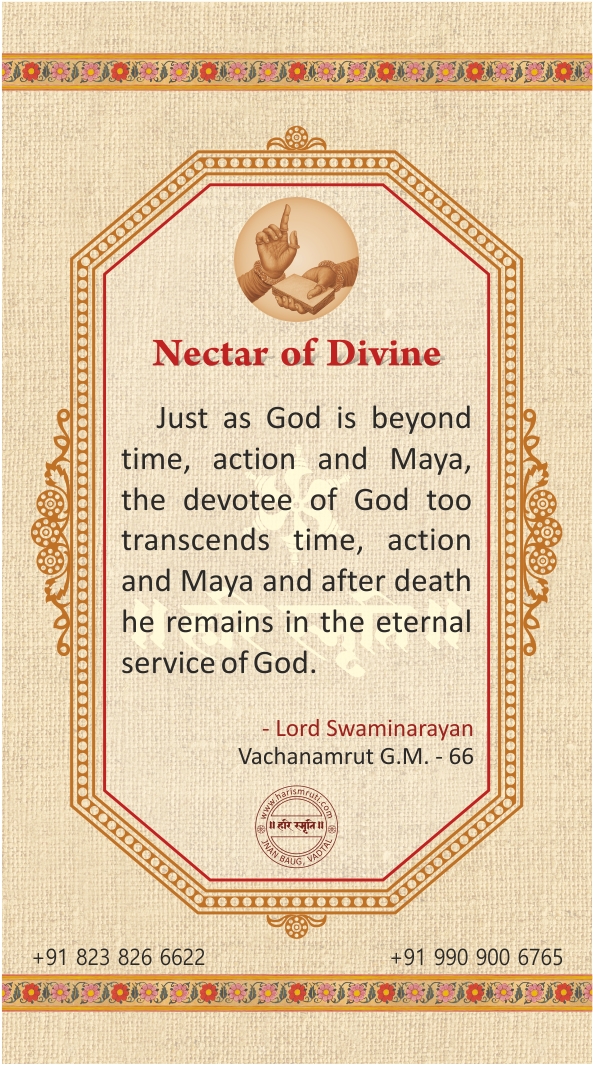 Nectar of Divine
Just as God is beyond
time, action and Maya,
the devotee of God too
transcends time, action
and Maya and after death
he remains in the eternal
service of God.
- Lord Swaminarayan
Vachanamrut G.M. - 66
www.harismruti.com
॥ हरि स्मृति ॥
JNAN BAUG, VADTAL
+91 823 826 6622
+91 990 900 6765
॥ हरि स्मृति ॥